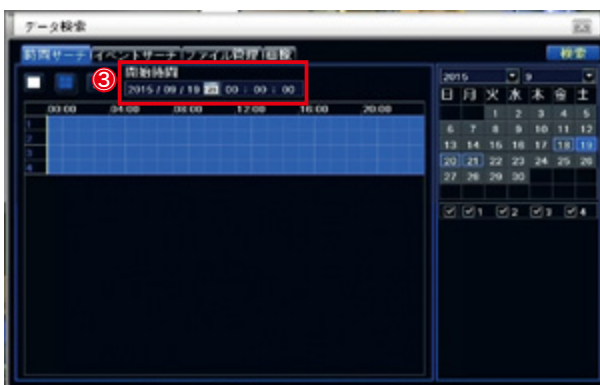 データ検索
時間サーチ イベントサーチ ファイル管理 画像
検索
③
開始時間
2015 / 09 / 19 00 : 00 : 00
00:00 04:00 08:00 12:00 16:00 20:00
1
2
3
4
2015 9
日 月 火 水 木 金 土
1 2 3 4 5
6 7 8 9 10 11 12
13 14 15 16 17 18 19
20 21 22 23 24 25 26
27 28 29 30
1 2 3 4